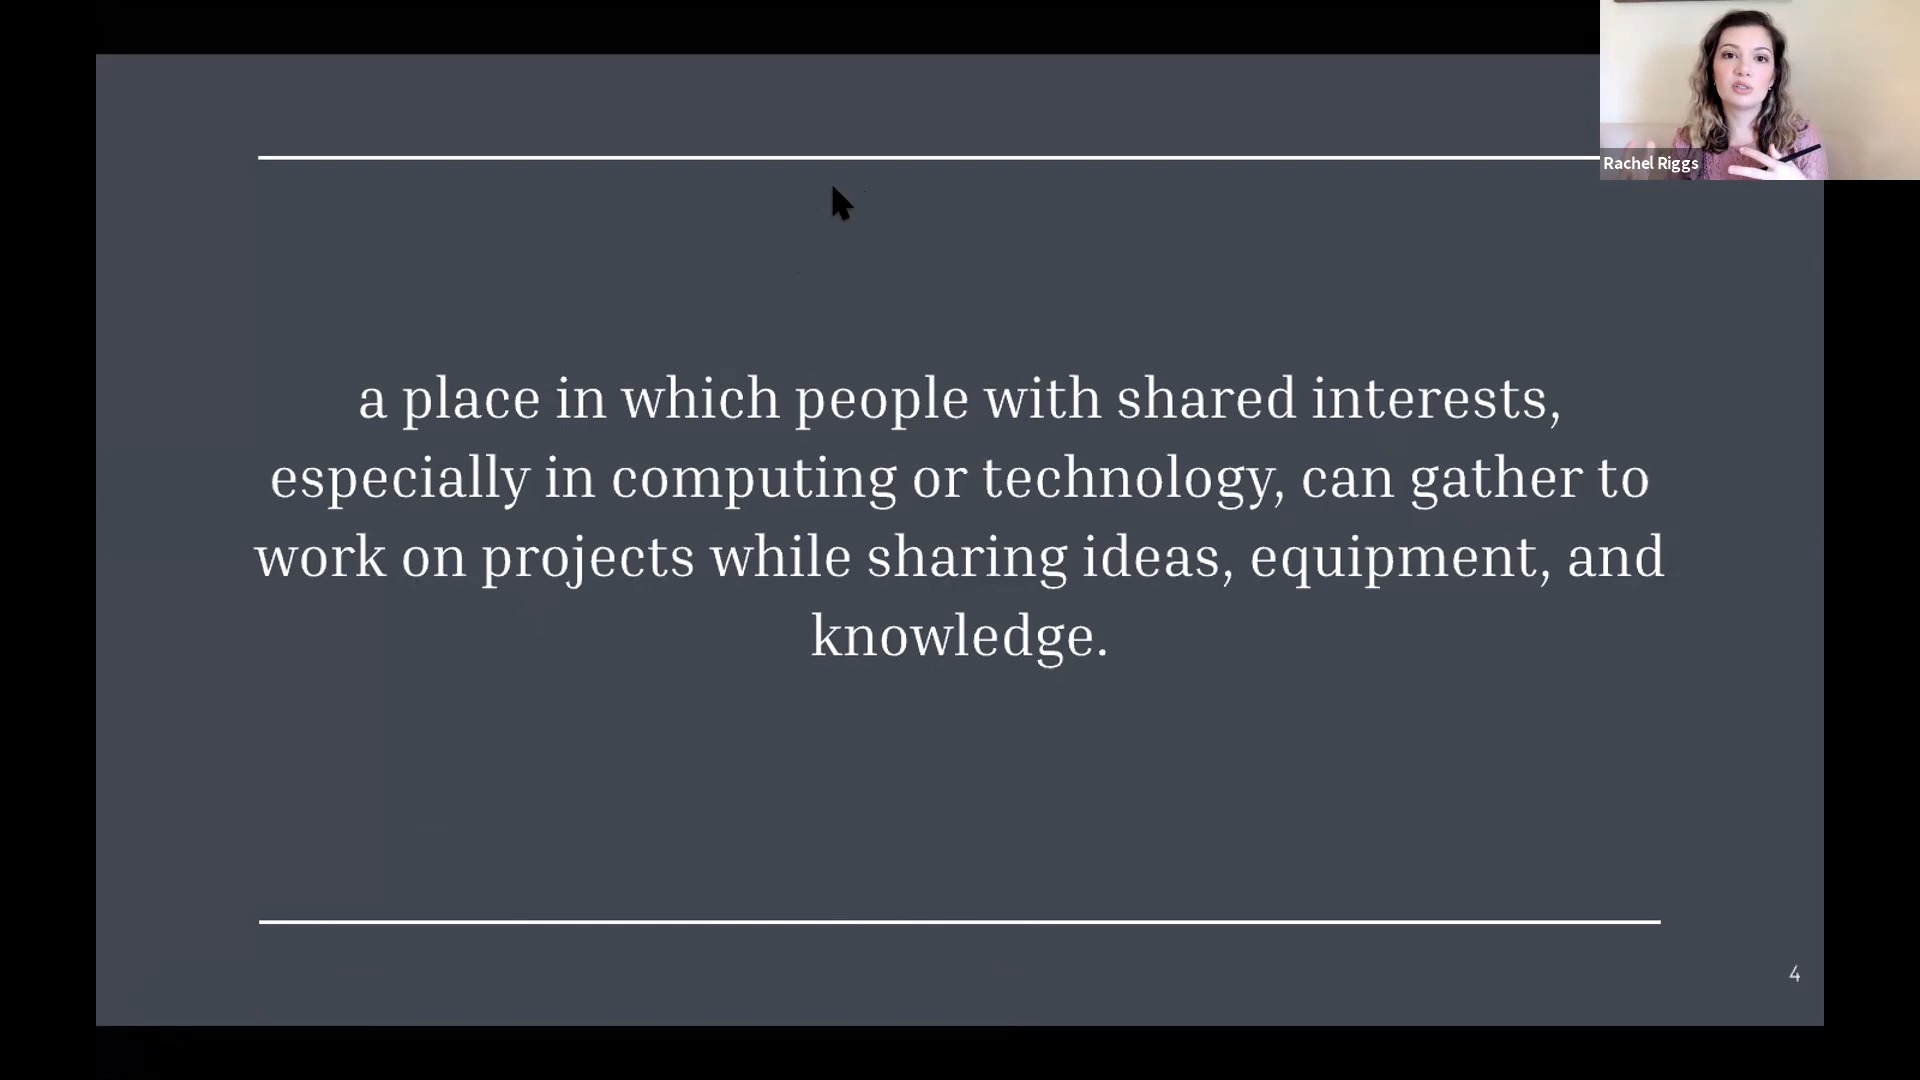 Rachel Riggs
a place in which people with shared interests,
especially in computing or technology, can gather to
work on projects while sharing ideas, equipment, and
knowledge.
4